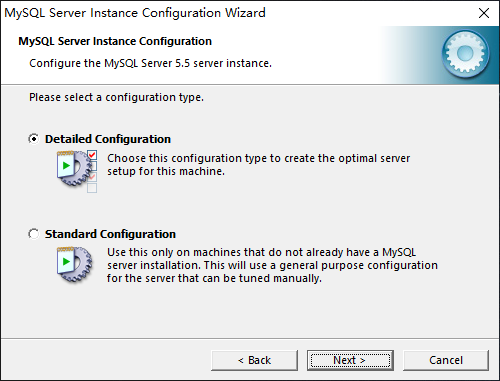 MySQL Server Instance Configuration Wizard
MySQL Server Instance Configuration
Configure the MySQL Server 5.5 server instance.
Please select a configuration type.
Detailed Configuration
Choose this configuration type to create the optimal server
setup for this machine.
Standard Configuration
Use this only on machines that do not already have a MySQL
server installation. This will use a general purpose configuration
for the server that can be tuned manually.
< Back
Next >
Cancel